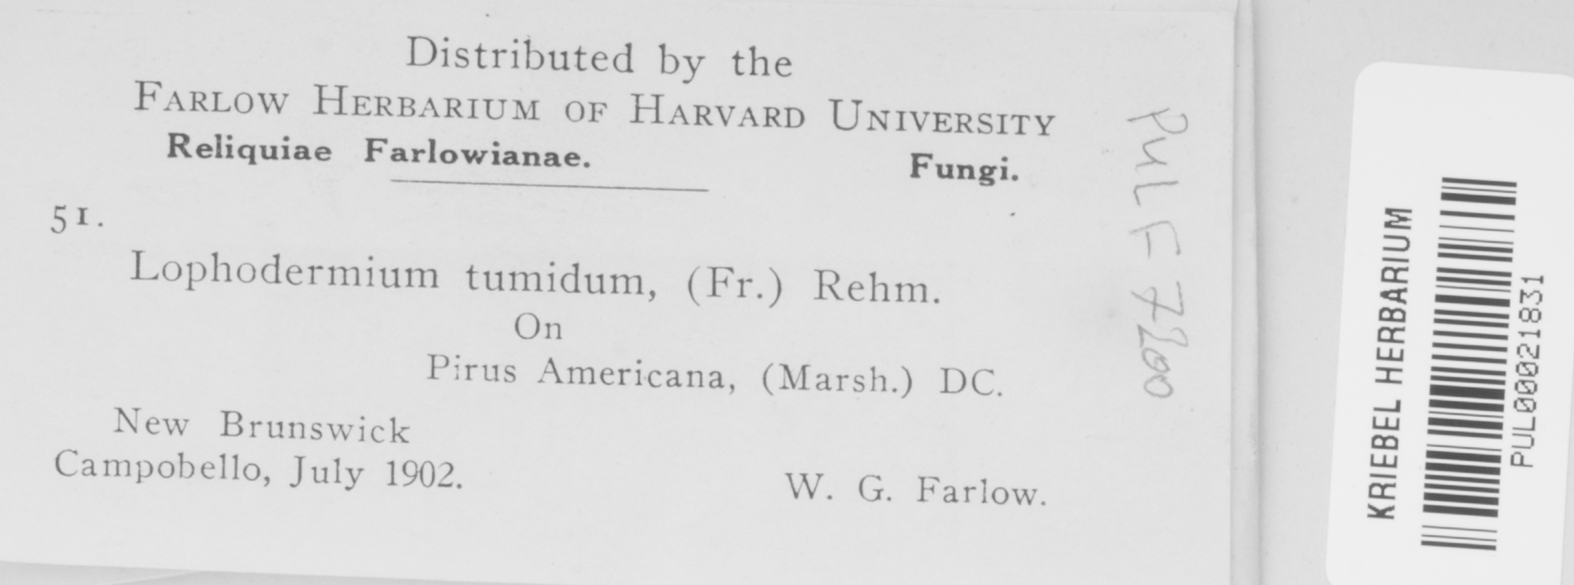 Distributed by the
FARLOW HERBARIUM OF HARVARD UNIVERSITY
Reliquiae Farlowianae. Fungi.
51.
Lophodermium tumidum, (Fr.) Rehm.
On
Pirus Americana, (Marsh.) DC.
New Brunswick
Campobello, July 1902.
W. G. Farlow.
PUL F 7200
KRIEBEL HERBARIUM
PUL00021831